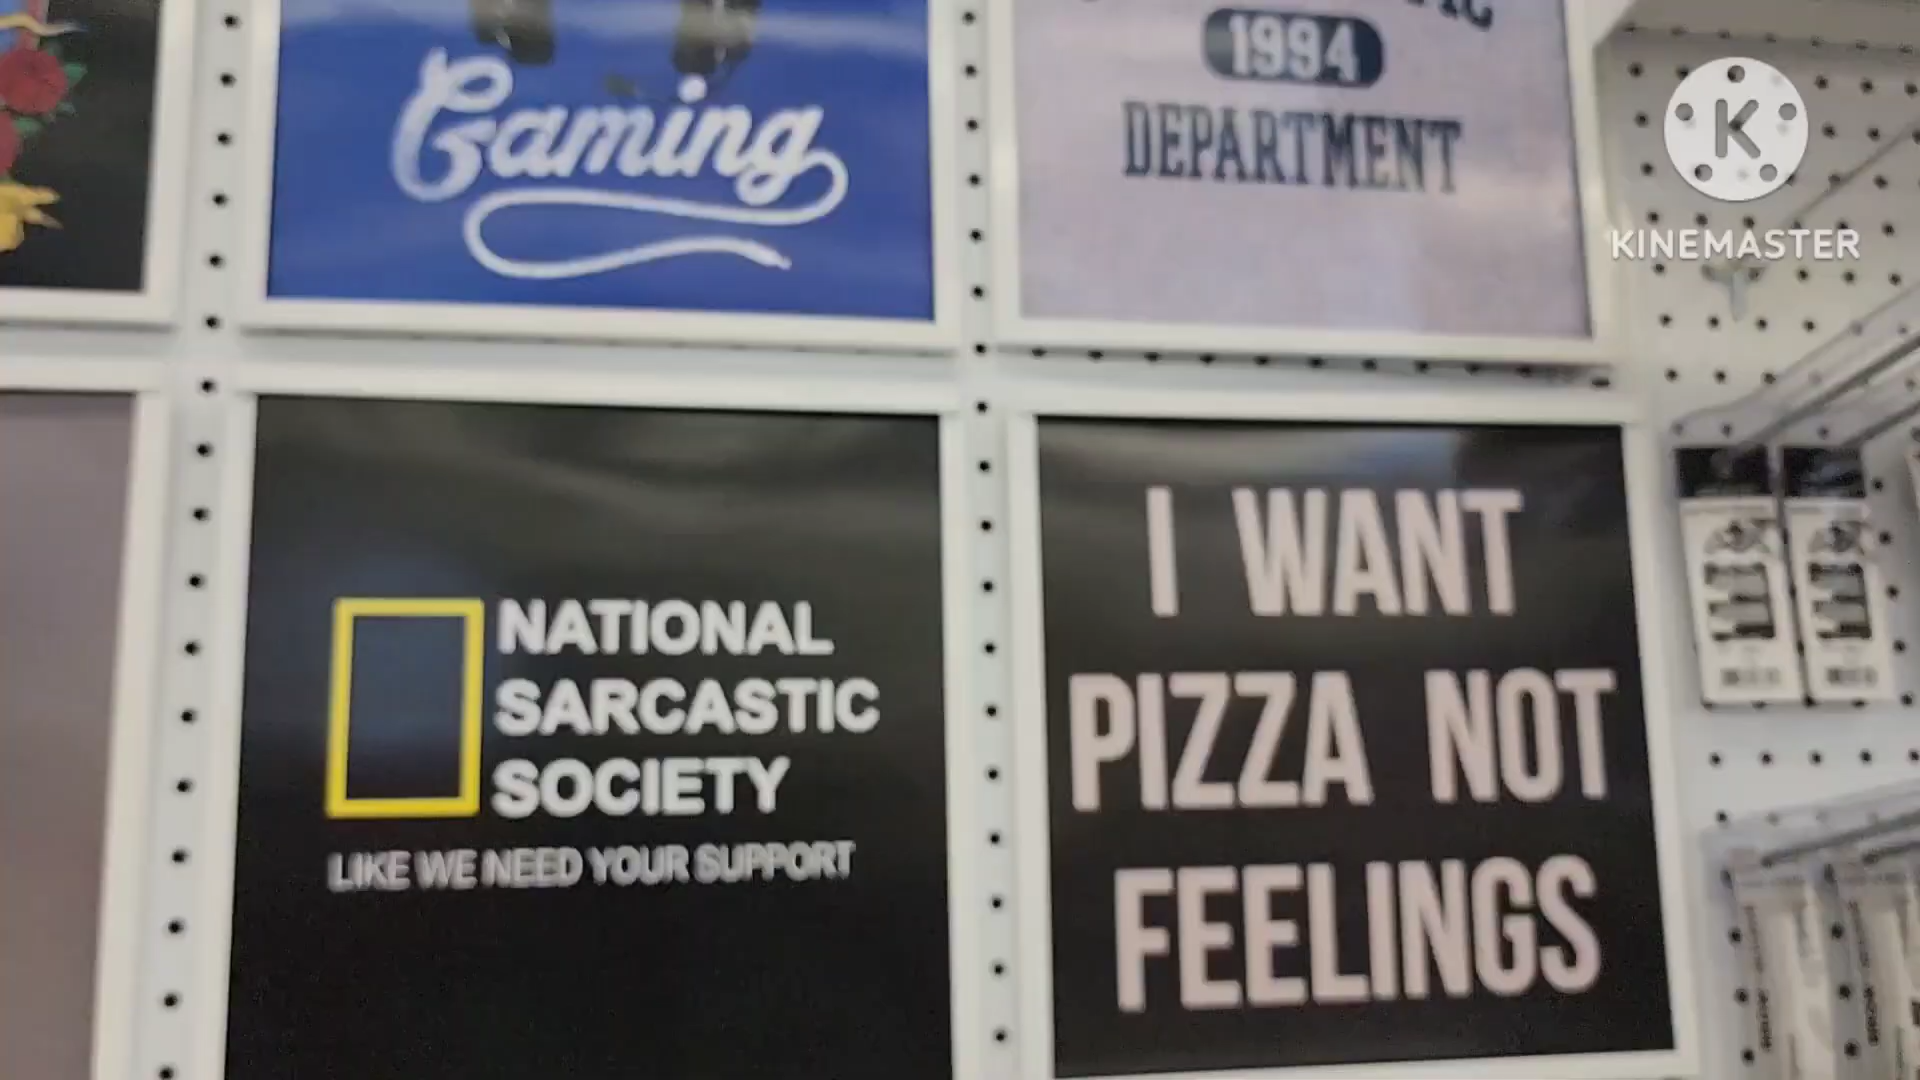 Gaming
1994
DEPARTMENT
K
KINEMASTER
NATIONAL
SARCASTIC
SOCIETY
LIKE WE NEED YOUR SUPPORT
I WANT
PIZZA NOT
FEELINGS